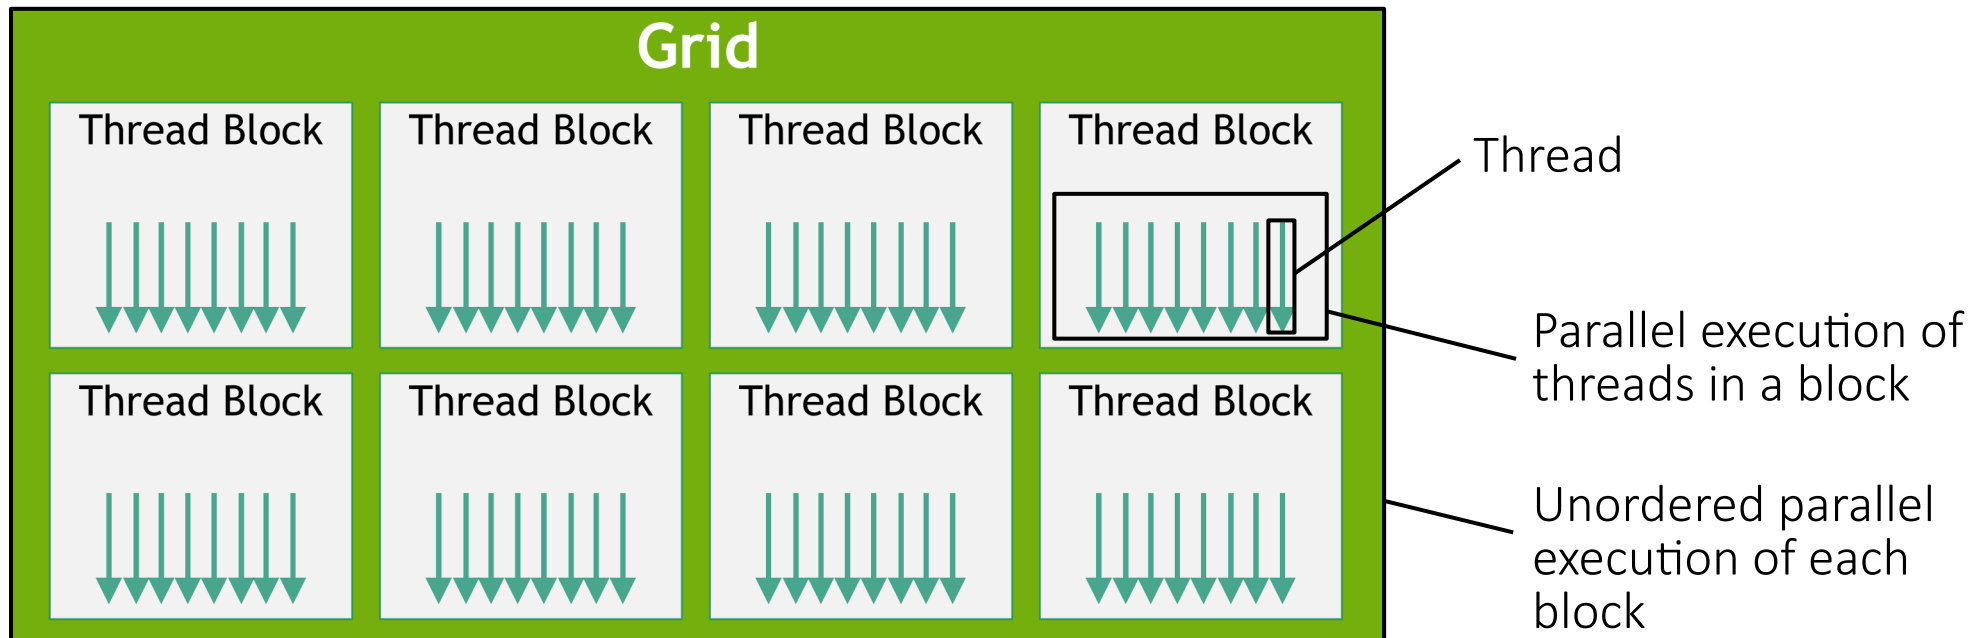 Grid
Thread Block
Thread Block
Thread Block
Thread Block
Thread Block
Thread Block
Thread Block
Thread Block
Thread
Parallel execution of
threads in a block
Unordered parallel
execution of each
block